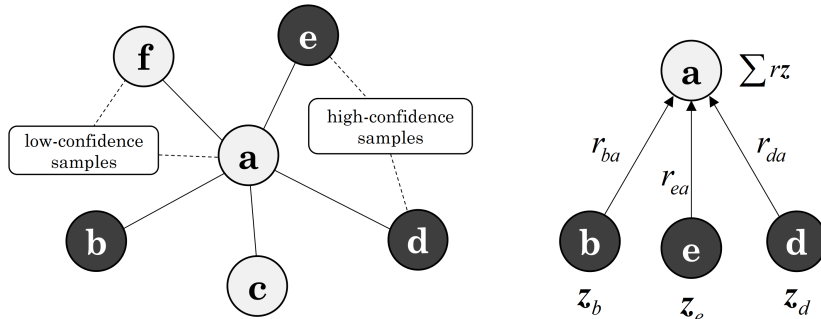 f
e
low-confidence
samples
high-confidence
samples
a
b
d
c
a
∑rz
r_ba
r_ea
r_da
b
e
d
z_b
z_e
z_d